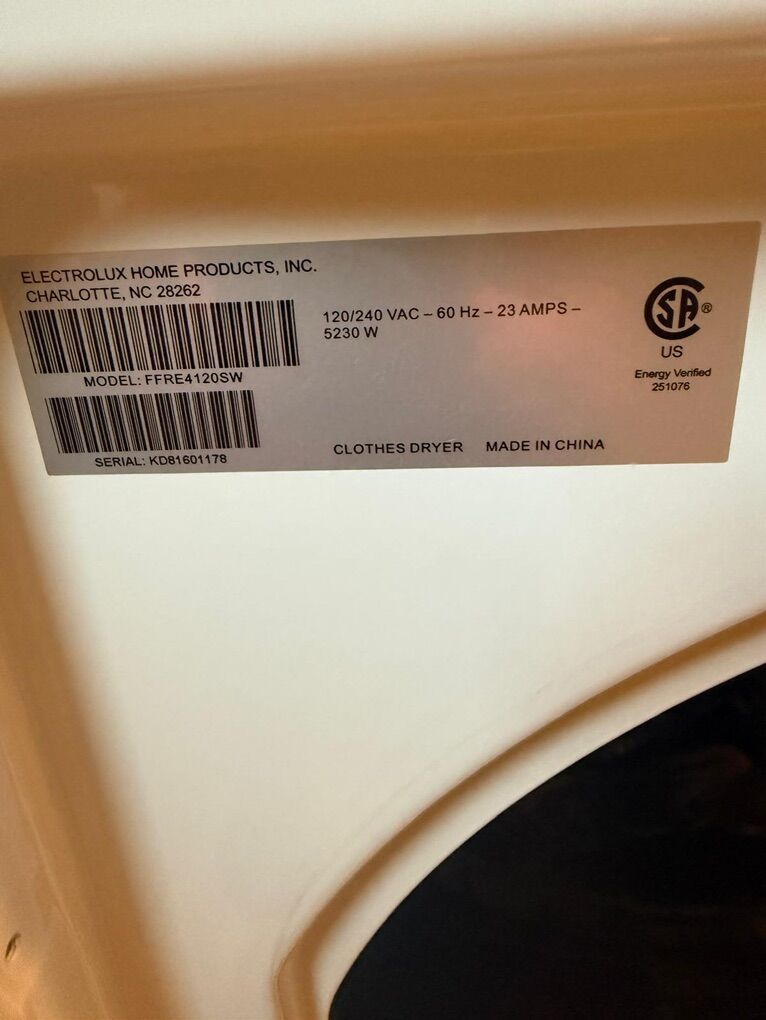 ELECTROLUX HOME PRODUCTS, INC.
CHARLOTTE, NC 28262
MODEL: FFRE4120SW
SERIAL: KD81601178
120/240 VAC – 60 Hz – 23 AMPS –
5230 W
CLOTHES DRYER MADE IN CHINA
SA ®
US
Energy Verified
251076